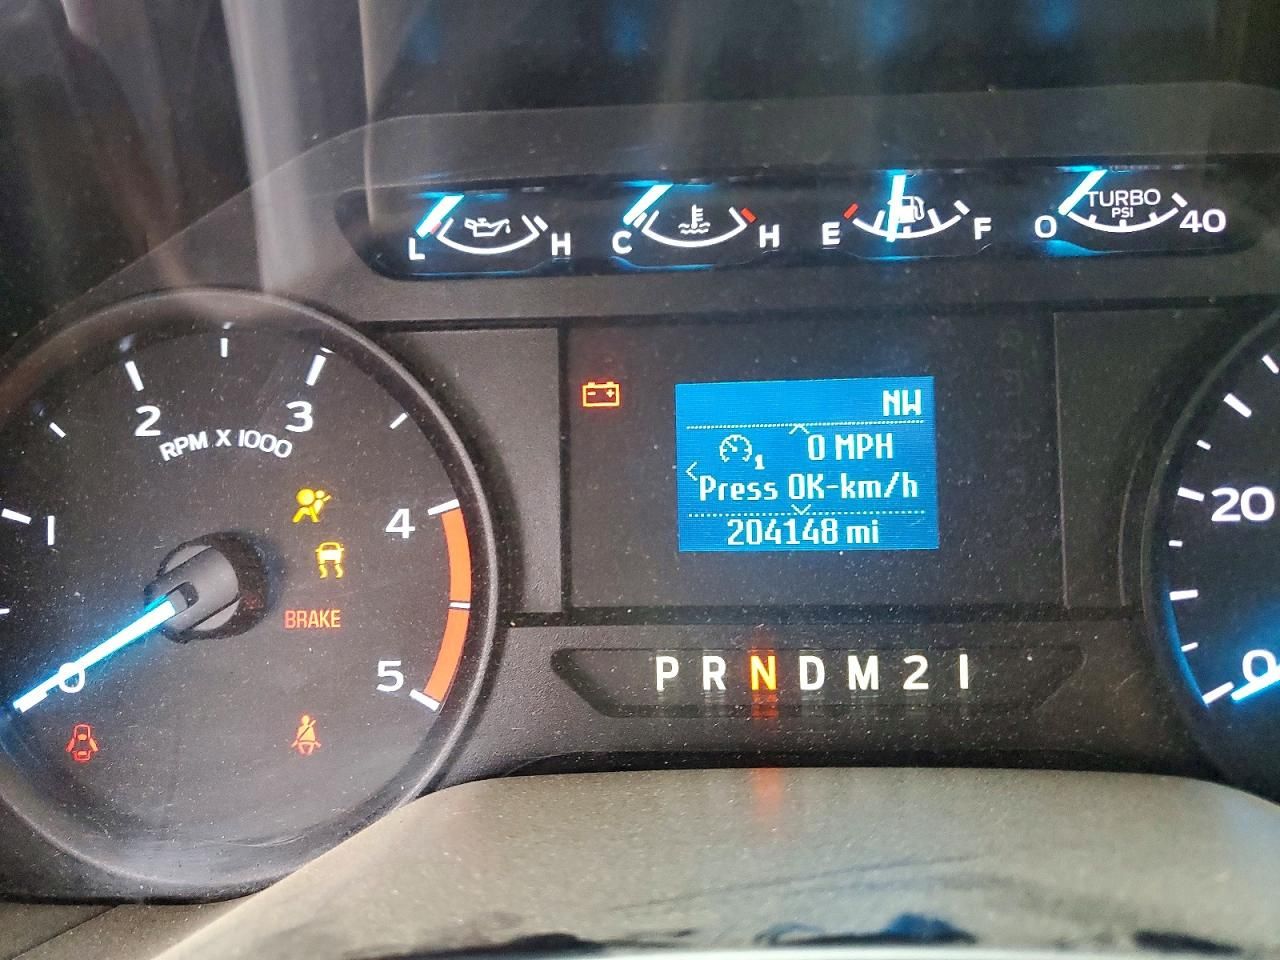 L H
C H
E F
0 TURBO PSI 40
1 2 3 4 5
RPM X 1000
0
BRAKE
NW
1 0 MPH
Press OK-km/h
204148 mi
P R N D M 2 1
20
0